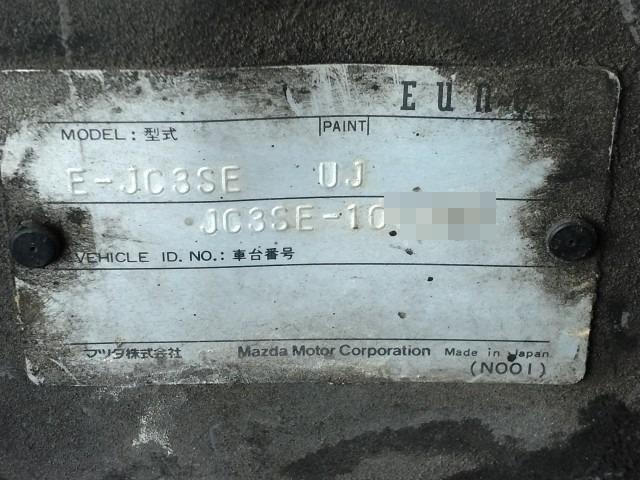 EUNO
MODEL: 型式 PAINT
E-JC3SE UJ
JC3SE-10
VEHICLE ID. NO.: 車台番号
マツダ株式会社 Mazda Motor Corporation Made in Japan
(N001)